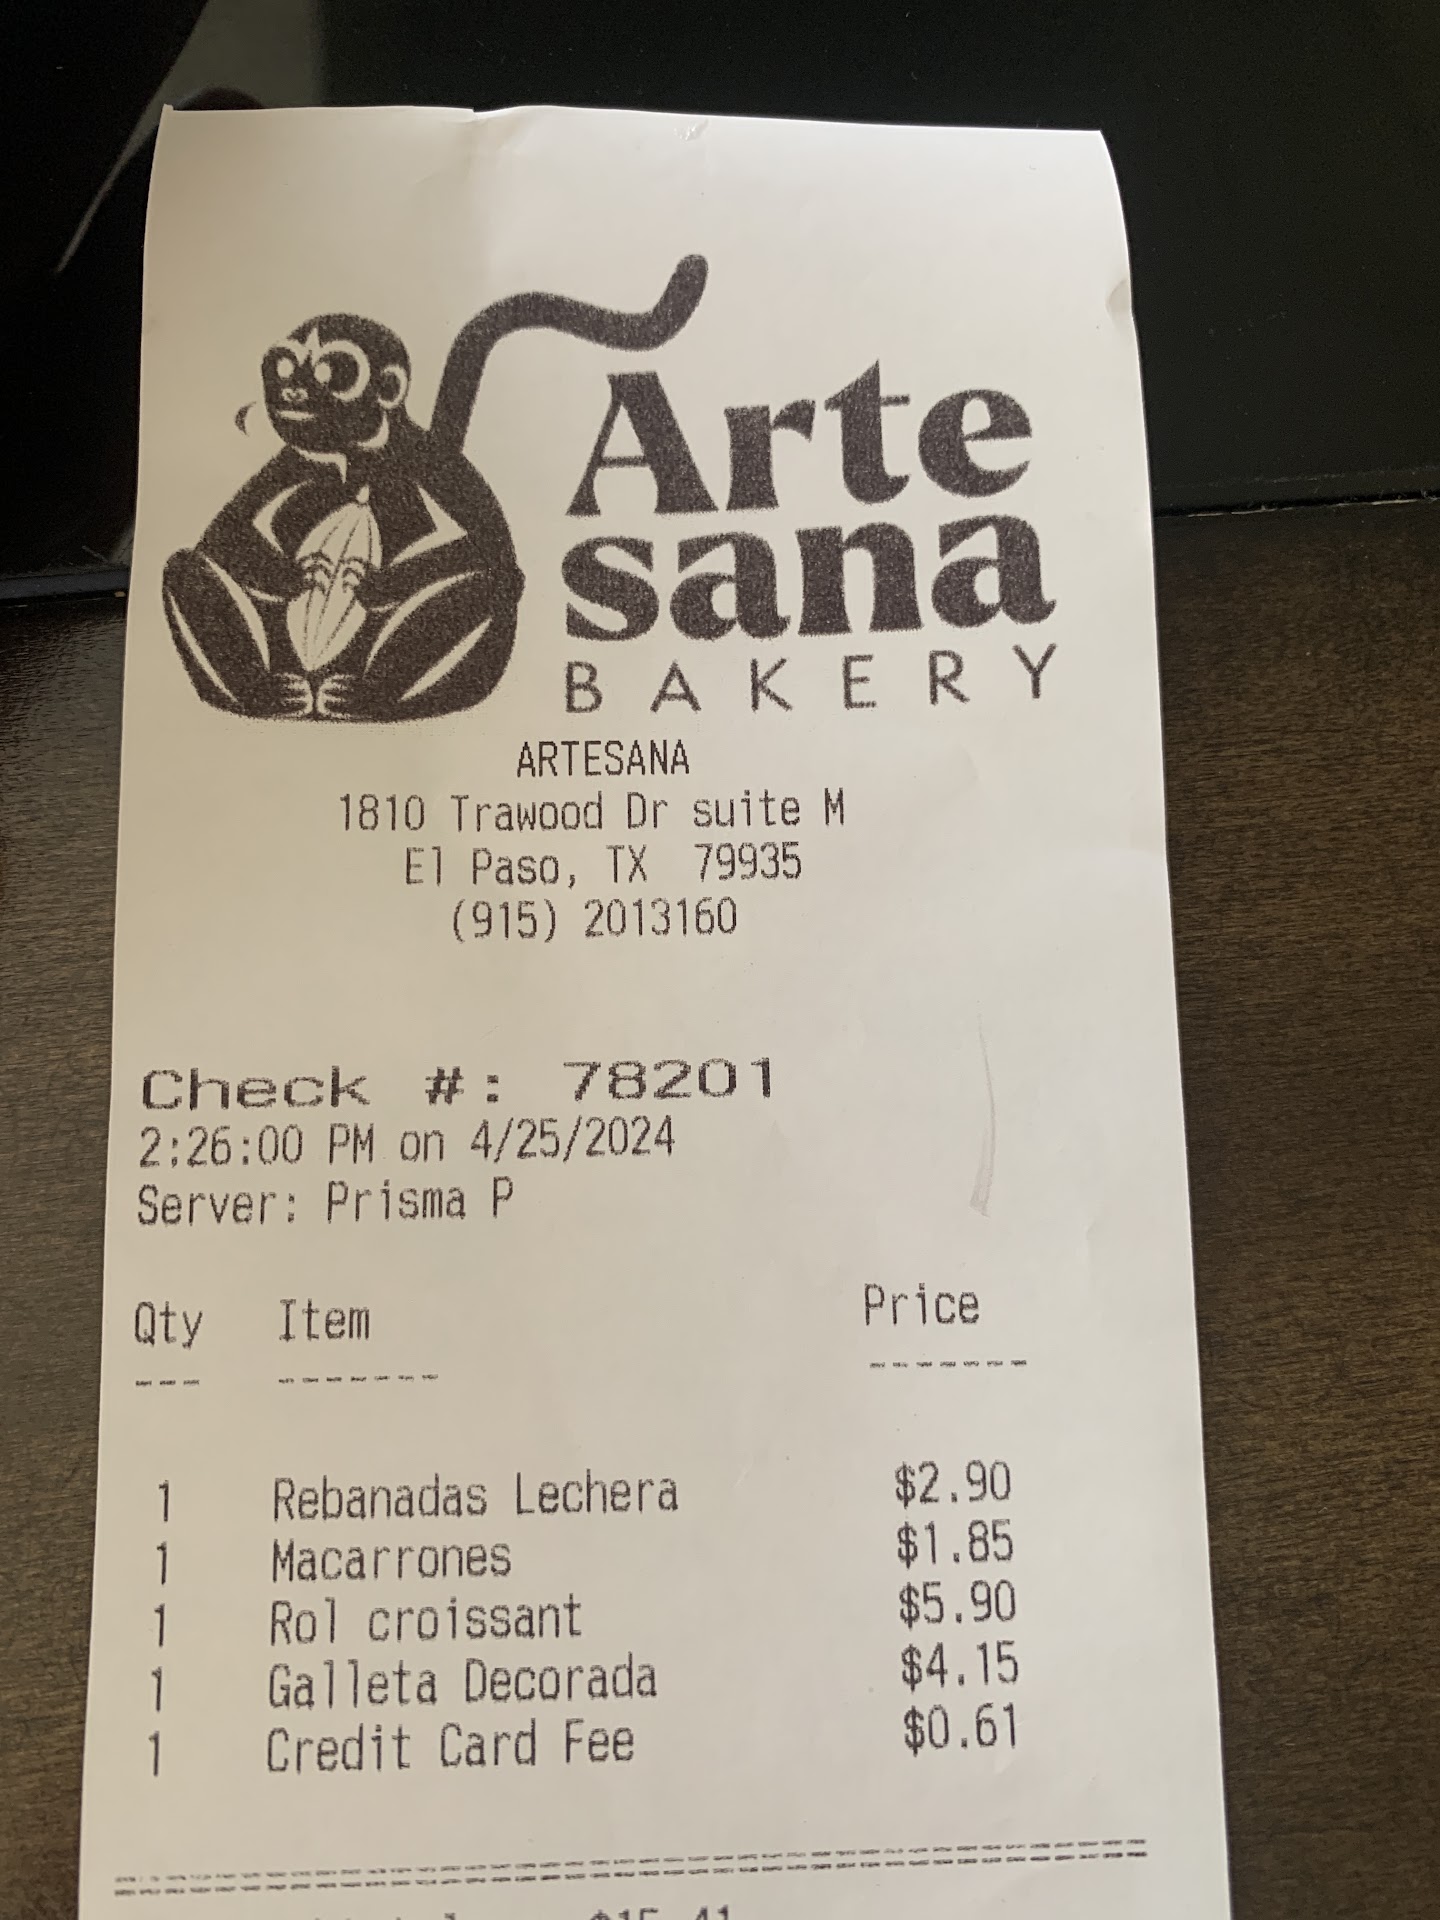 Arte
sana
BAKERY
ARTESANA
1810 Trawood Dr suite M
El Paso, TX 79935
(915) 2013160
Check #: 78201
2:26:00 PM on 4/25/2024
Server: Prisma P
Qty Item Price
--- ------- -------
1 Rebanadas Lechera $2.90
1 Macarrones $1.85
1 Rol croissant $5.90
1 Galleta Decorada $4.15
1 Credit Card Fee $0.61
$15.41